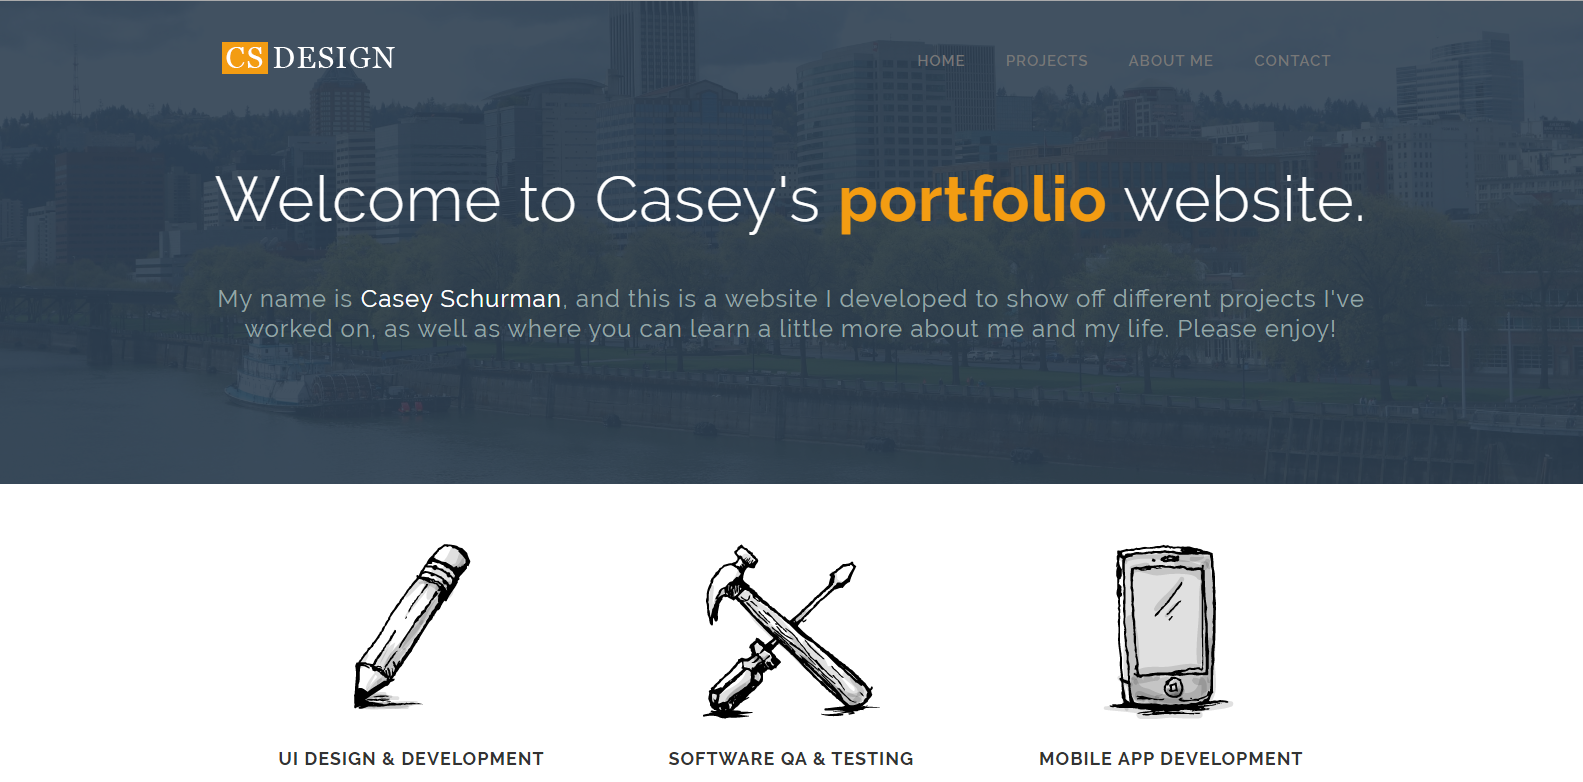 CS DESIGN
HOME PROJECTS ABOUT ME CONTACT
Welcome to Casey's portfolio website.
My name is Casey Schurman, and this is a website I developed to show off different projects I've
worked on, as well as where you can learn a little more about me and my life. Please enjoy!
UI DESIGN & DEVELOPMENT
SOFTWARE QA & TESTING
MOBILE APP DEVELOPMENT